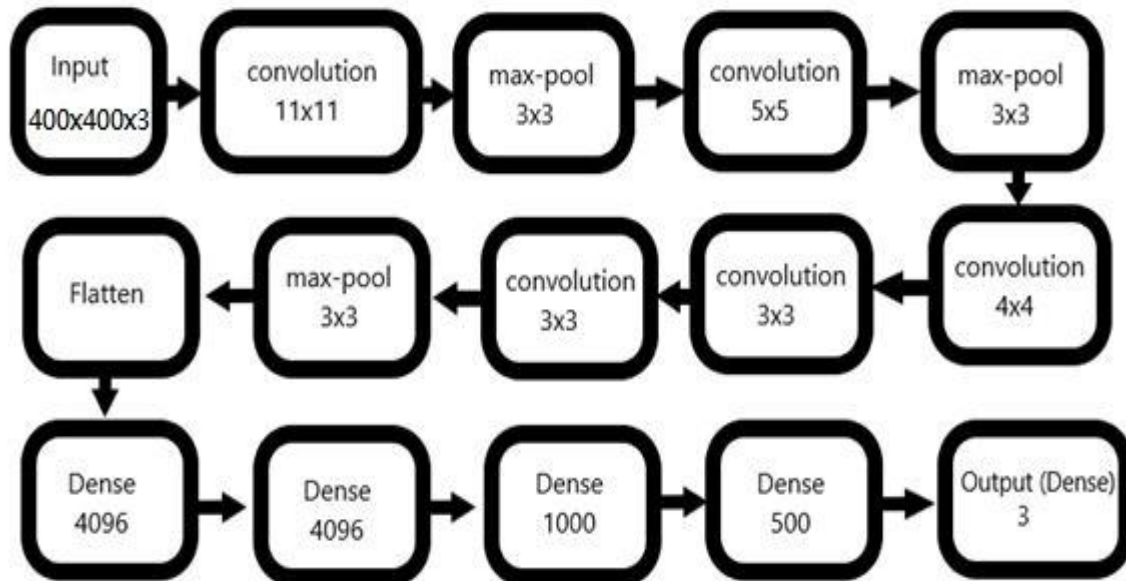 Input
400x400x3
convolution
11x11
max-pool
3x3
convolution
5x5
max-pool
3x3
convolution
4x4
convolution
3x3
convolution
3x3
max-pool
3x3
Flatten
Dense
4096
Dense
4096
Dense
1000
Dense
500
Output (Dense)
3